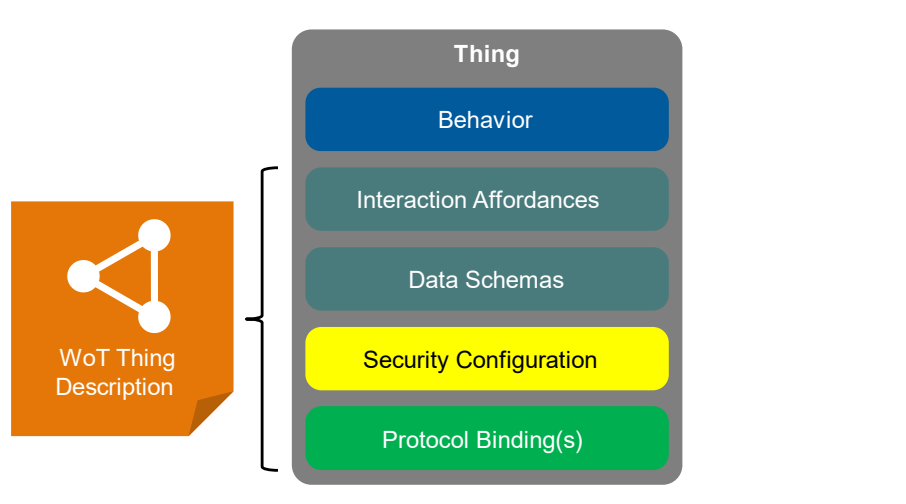 Thing
Behavior
Interaction Affordances
Data Schemas
Security Configuration
Protocol Binding(s)
WoT Thing
Description